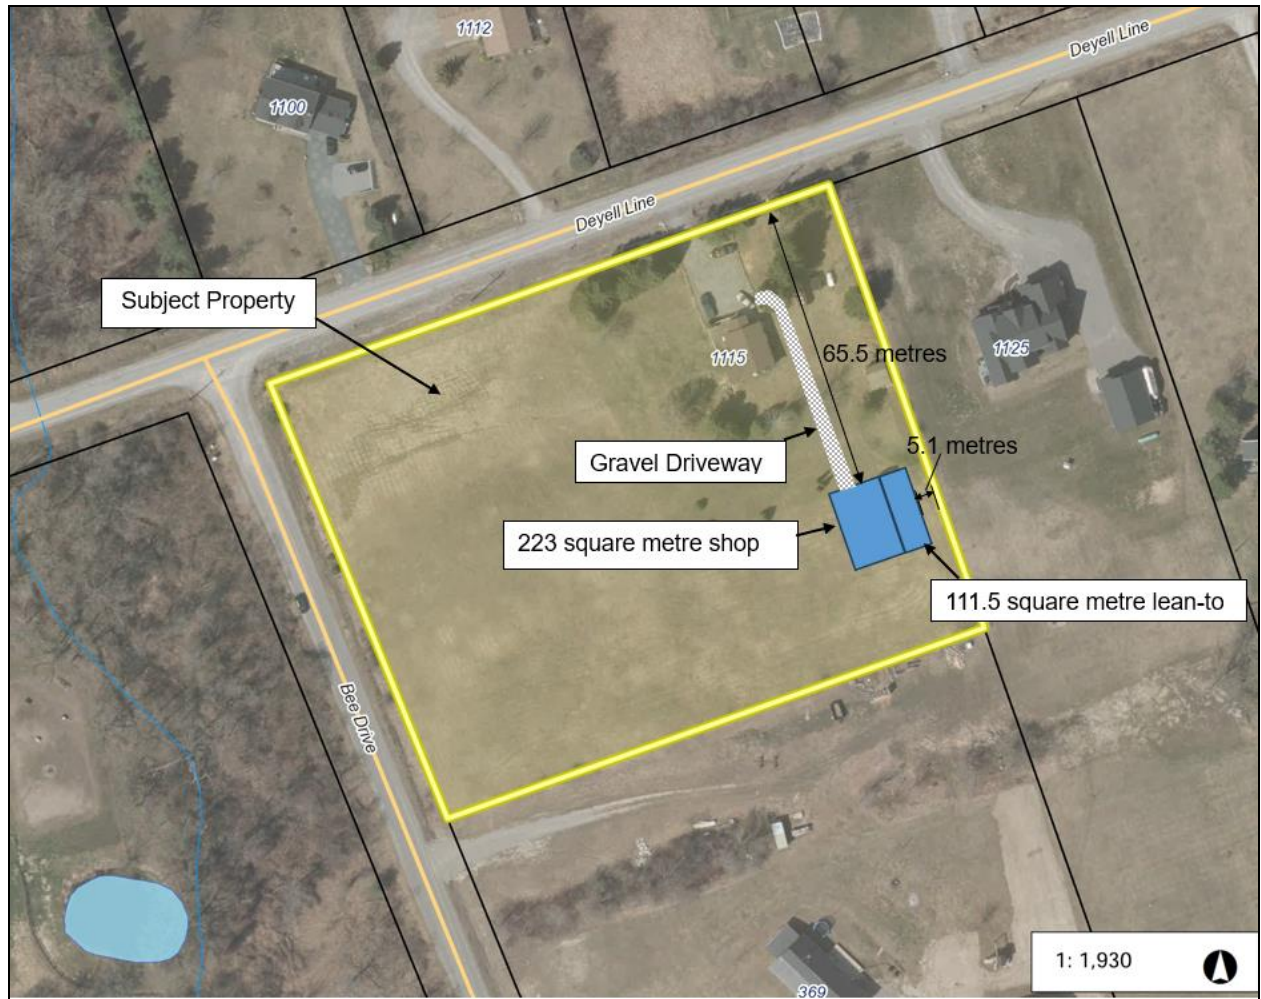 1112
Deyell Line
1100
Deyell Line
Subject Property
1115
65.5 metres
1125
5.1 metres
Gravel Driveway
223 square metre shop
111.5 square metre lean-to
Bee Drive
1: 1,930
369